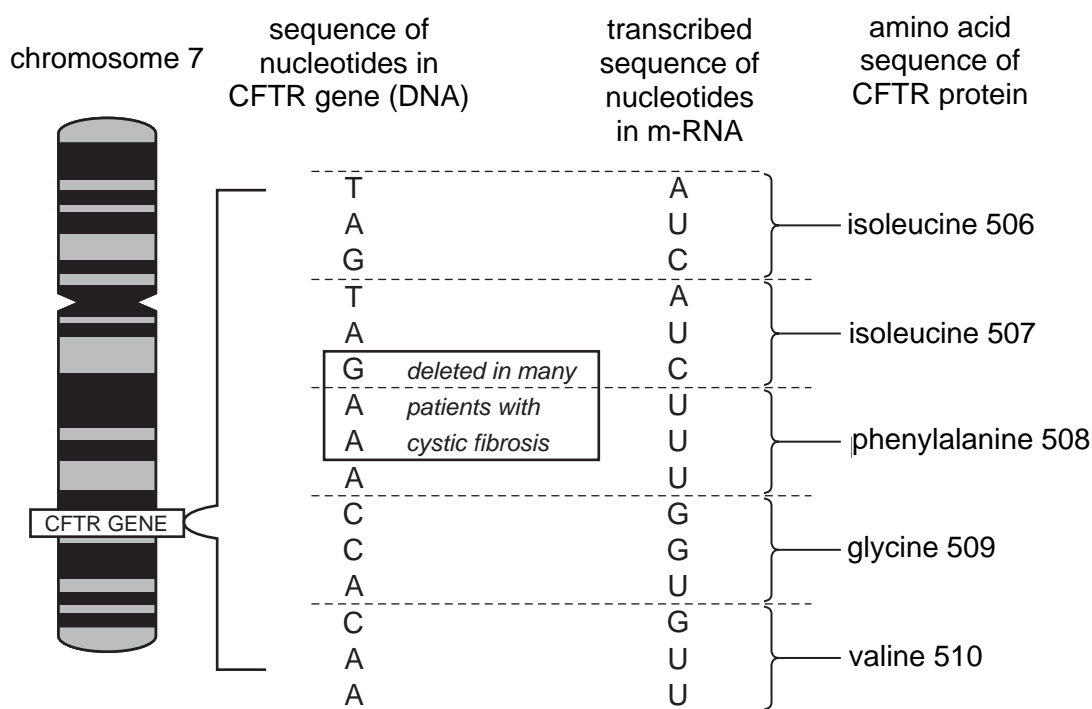 chromosome 7
sequence of
nucleotides in
CFTR gene (DNA)
transcribed
sequence of
nucleotides
in m-RNA
amino acid
sequence of
CFTR protein
T A
A U isoleucine 506
G C
T A
A U isoleucine 507
G deleted in many C
A patients with U
A cystic fibrosis U phenylalanine 508
A U
C G
CFTR GENE C G glycine 509
A U
C G
A U valine 510
A U